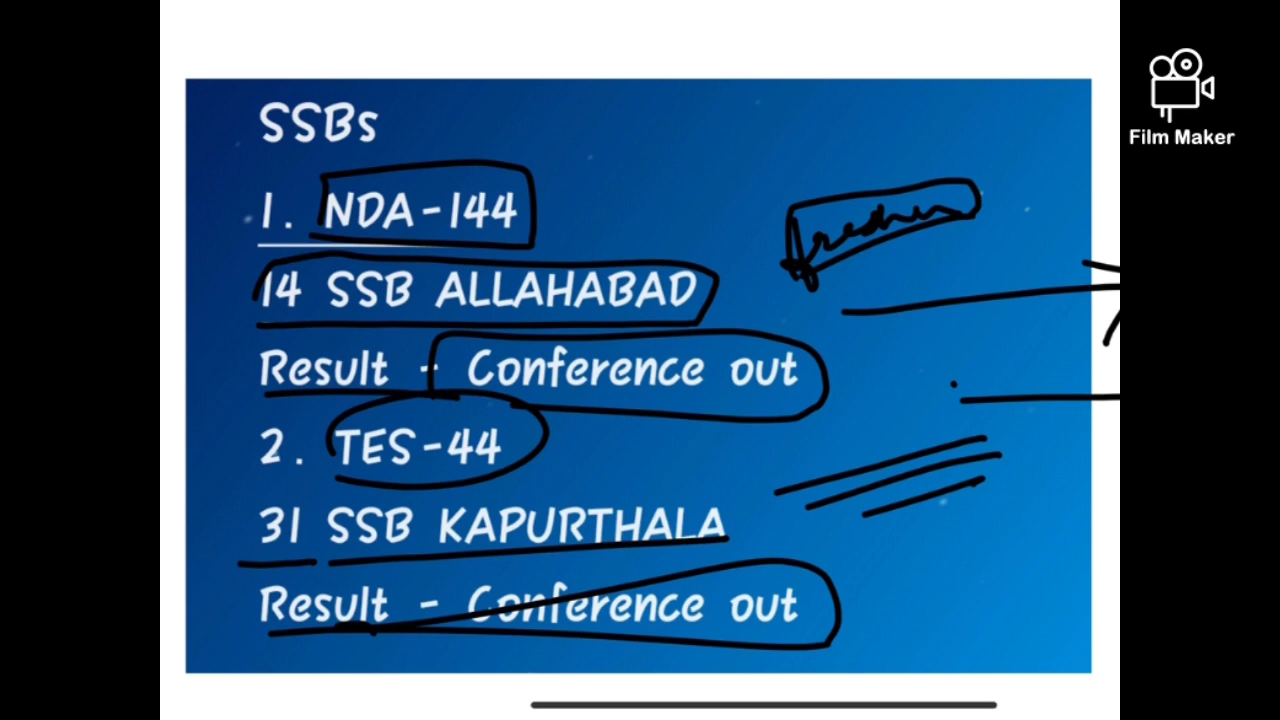 SSBs
1. NDA-144
14 SSB ALLAHABAD
Result - Conference out
2. TES-44
31 SSB KAPURTHALA
Result - Conference out
Film Maker